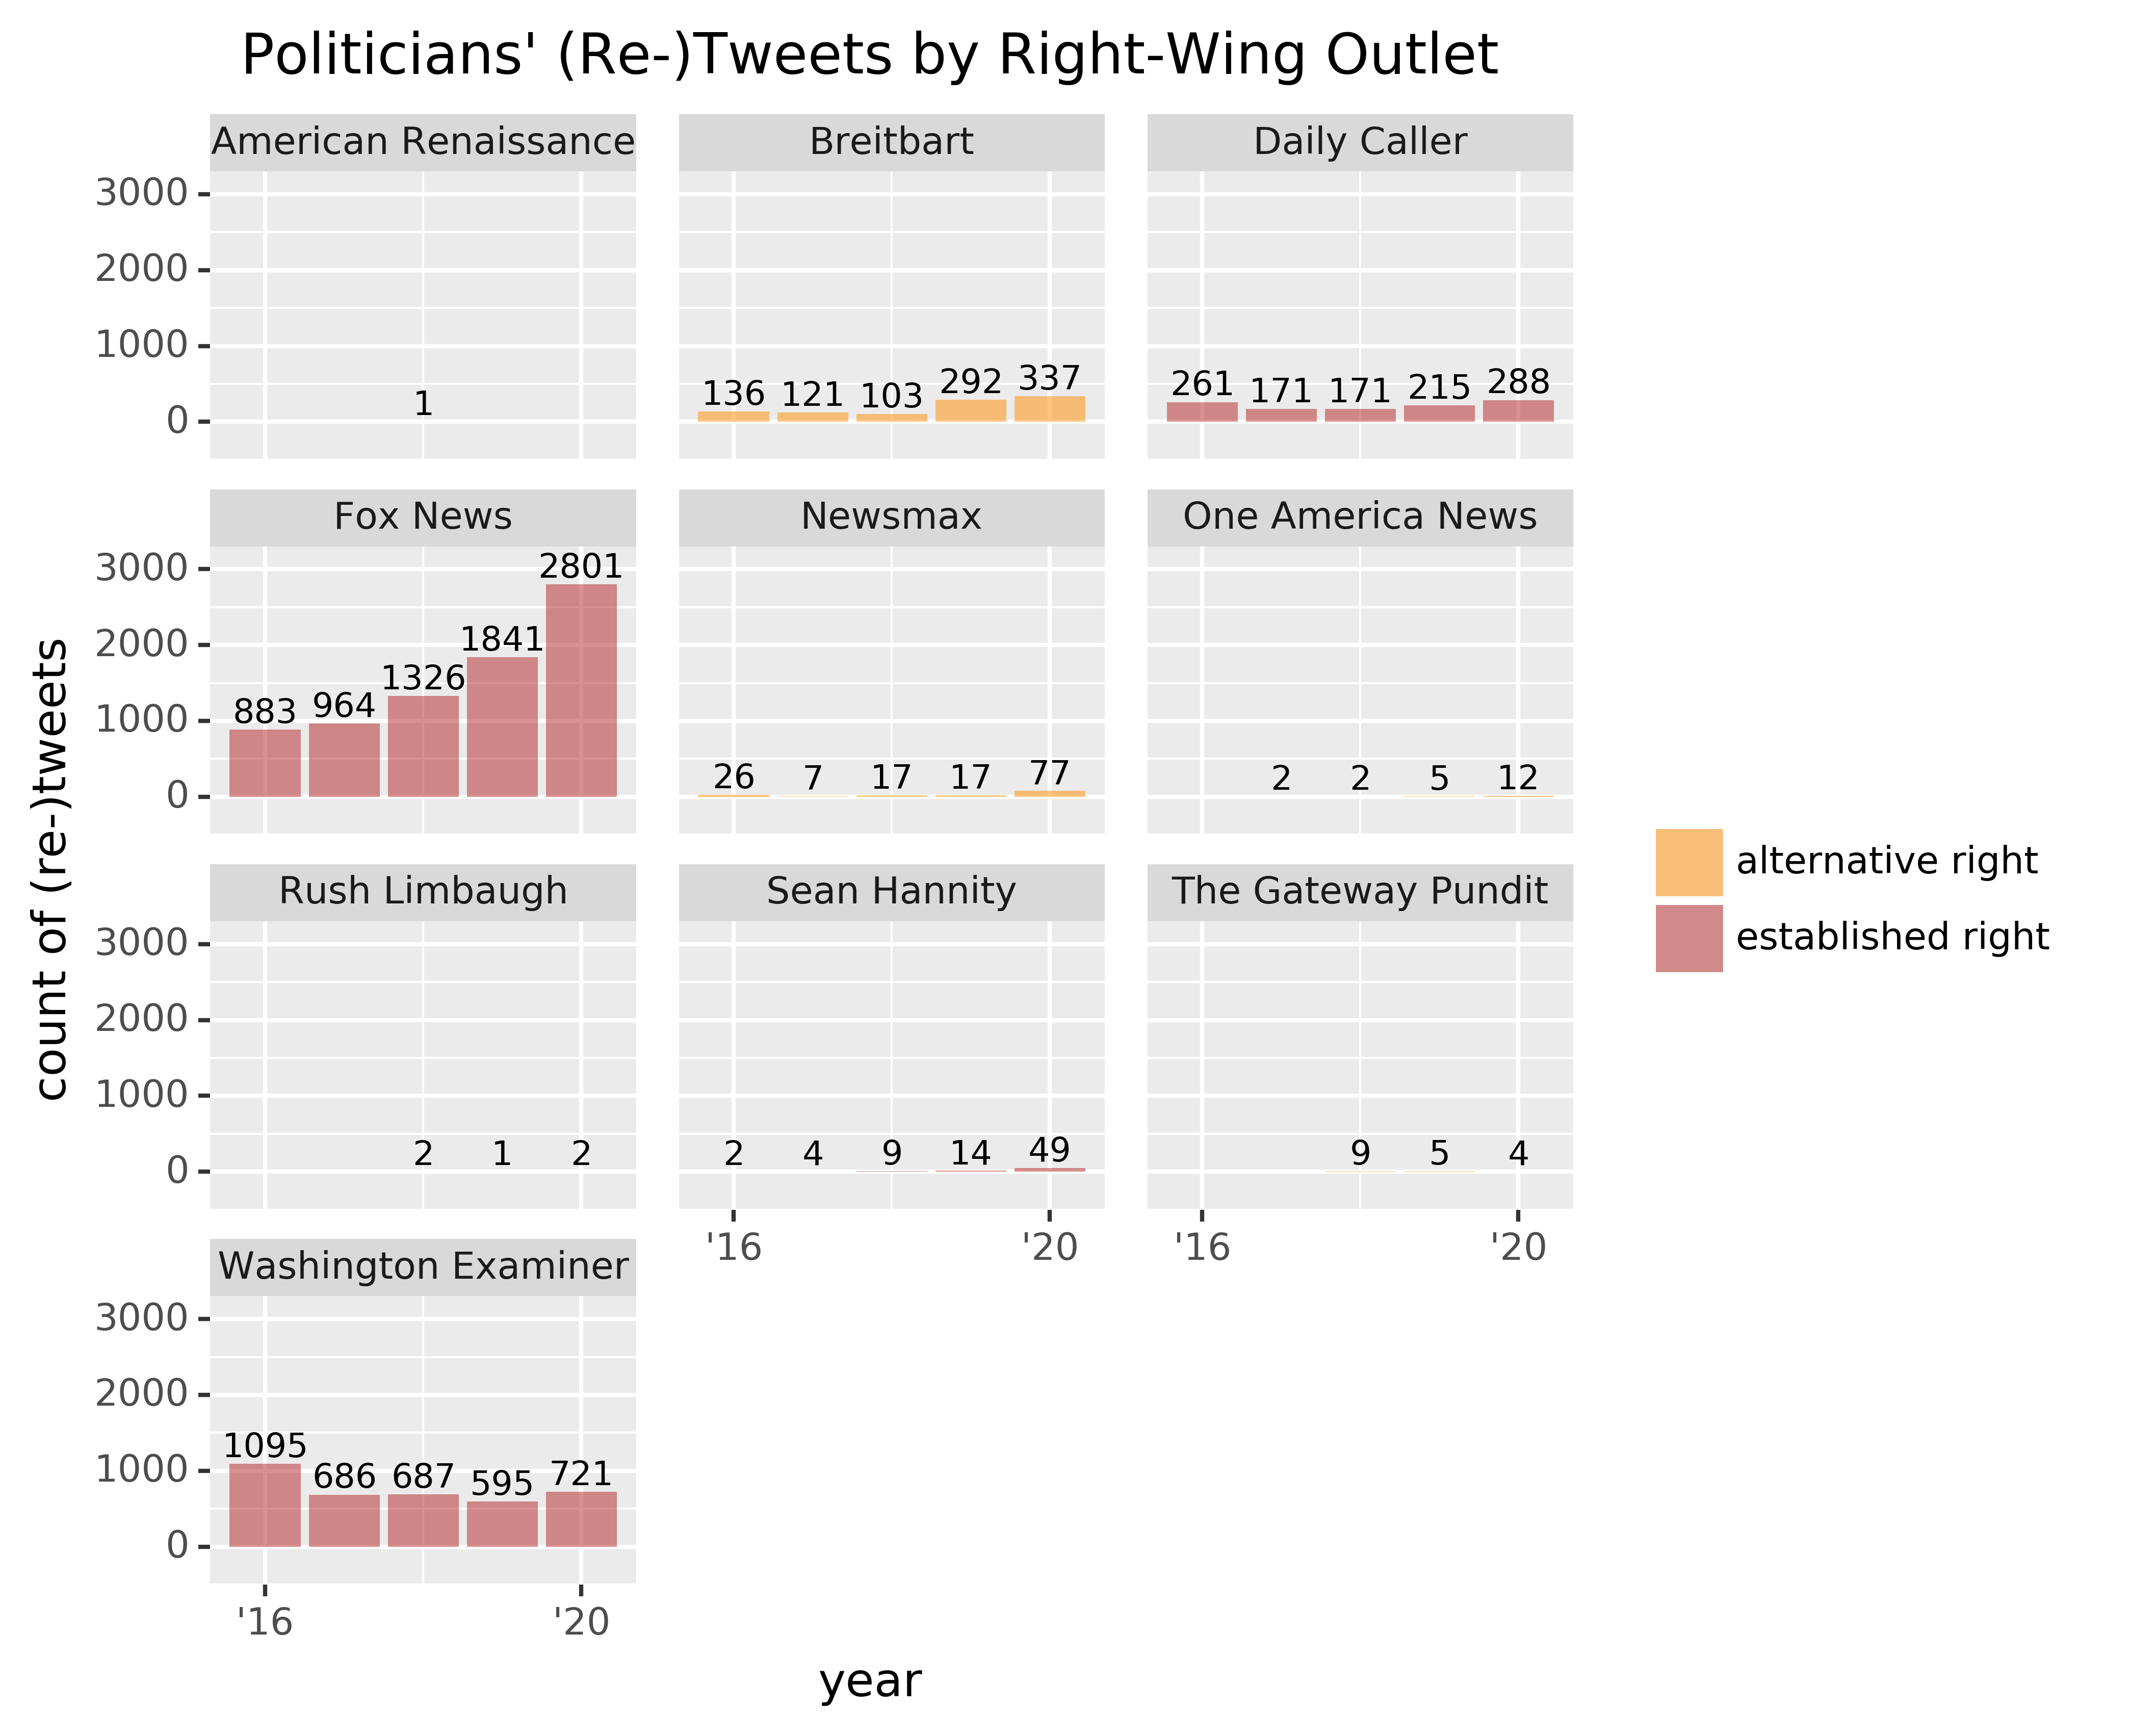 Politicians' (Re-)Tweets by Right-Wing Outlet
American Renaissance
Breitbart
Daily Caller
3000
2000
1000
0
1
136 121 103 292 337
261 171 171 215 288
Fox News
Newsmax
One America News
3000
2000
1000
0
883 964 1326 1841 2801
26 7 17 17 77
2 2 5 12
Rush Limbaugh
Sean Hannity
The Gateway Pundit
3000
2000
1000
0
2 1 2
2 4 9 14 49
9 5 4
'16 '20
'16 '20
Washington Examiner
3000
2000
1000
0
1095 686 687 595 721
'16 '20
year
count of (re-)tweets
alternative right
established right